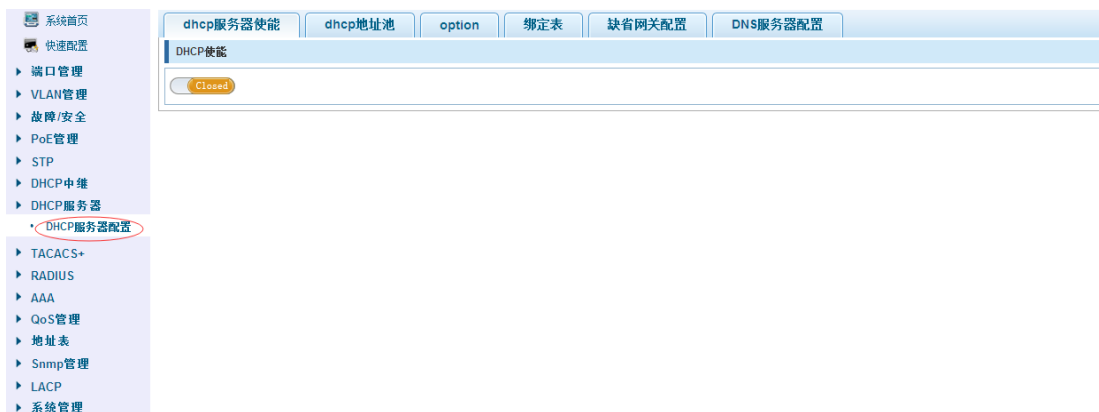 系统首页
快速配置
端口管理
VLAN管理
故障/安全
PoE管理
STP
DHCP中继
DHCP服务器
DHCP服务器配置
TACACS+
RADIUS
AAA
QoS管理
地址表
Snmp管理
LACP
系统管理
dhcp服务器使能 dhcp地址池 option 绑定表 缺省网关配置 DNS服务器配置
DHCP使能
Closed